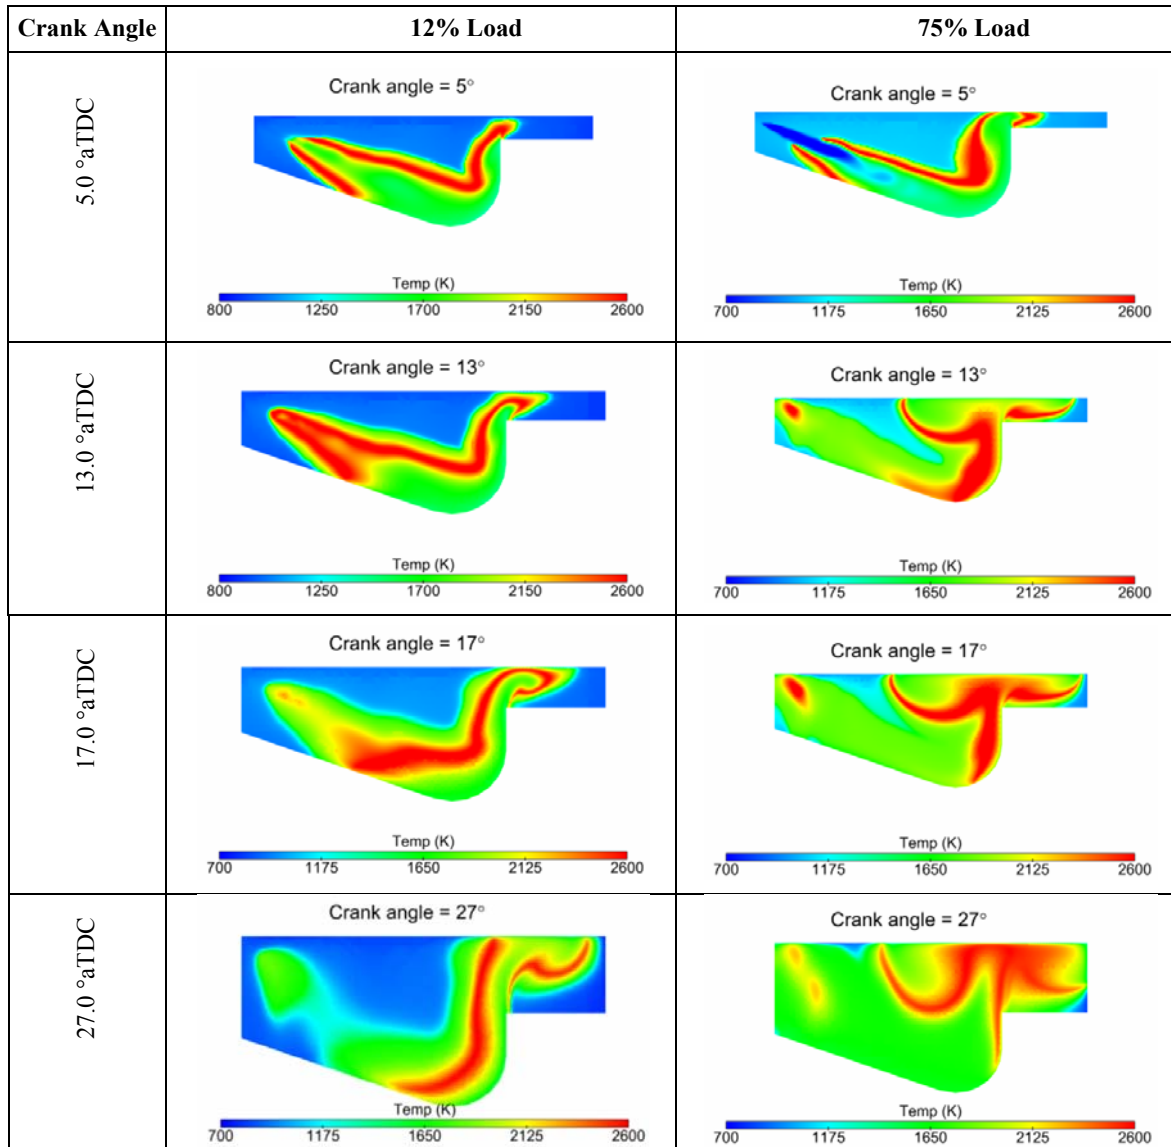 Crank Angle 12% Load 75% Load
5.0 °aTDC
Crank angle = 5°
Temp (K)
800 1250 1700 2150 2600
Crank angle = 5°
Temp (K)
700 1175 1650 2125 2600
13.0 °aTDC
Crank angle = 13°
Temp (K)
800 1250 1700 2150 2600
Crank angle = 13°
Temp (K)
700 1175 1650 2125 2600
17.0 °aTDC
Crank angle = 17°
Temp (K)
700 1175 1650 2125 2600
Crank angle = 17°
Temp (K)
700 1175 1650 2125 2600
27.0 °aTDC
Crank angle = 27°
Temp (K)
700 1175 1650 2125 2600
Crank angle = 27°
Temp (K)
700 1175 1650 2125 2600